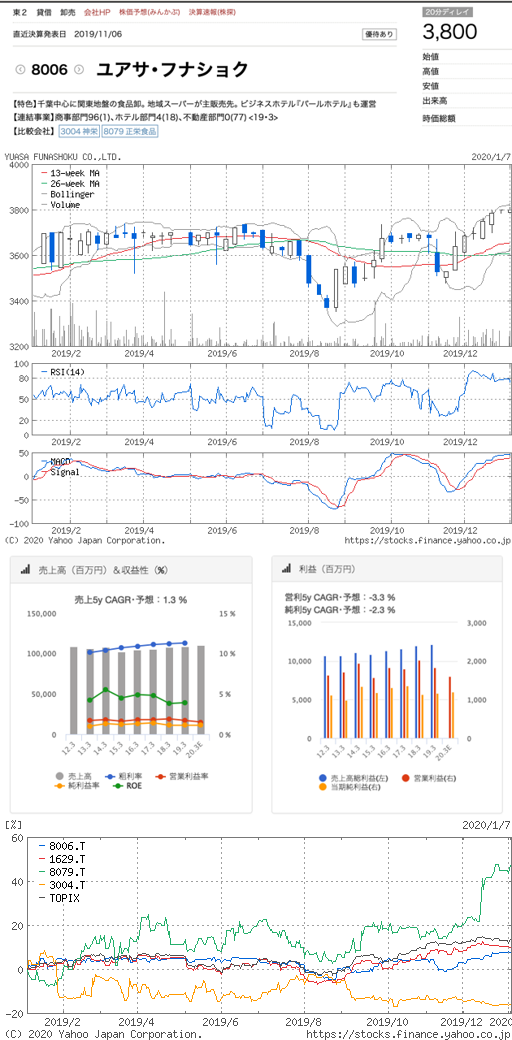 東2 貸借 卸売 会社HP 株価予想(みんかぶ) 決算速報(株探)
20分ディレイ
3,800
直近決算発表日 2019/11/06
優待あり
8006 ユアサ・フナショク
始値
高値
安値
出来高
時価総額
【特色】千葉中心に関東地盤の食品卸。地域スーパーが主販売先。ビジネスホテル『パールホテル』も運営
【連結事業】商事部門96(1)、ホテル部門4(18)、不動産部門0(77) <19・3>
【比較会社】 3004 神栄 8079 正栄食品
YUASA FUNASHOKU CO.,LTD.
2020/1/7
4000
3800
3600
3400
3200
13-week MA
26-week MA
Bollinger
Volume
2019/2 2019/4 2019/6 2019/8 2019/10 2019/12
100
80
50
20
0
RSI(14)
2019/2 2019/4 2019/6 2019/8 2019/10 2019/12
50
0
-50
-100
MACD
Signal
2019/2 2019/4 2019/6 2019/8 2019/10 2019/12
(C) 2020 Yahoo Japan Corporation.
https://stocks.finance.yahoo.co.jp
売上高（百万円）＆収益性（%）
売上5y CAGR・予想： 1.3 %
150,000
100,000
50,000
0
15 %
10 %
5 %
0 %
12.3 13.3 14.3 15.3 16.3 17.3 18.3 19.3 20.3E
売上高 粗利率 営業利益率
純利益率 ROE
利益（百万円）
営利5y CAGR・予想： -3.3 %
純利5y CAGR・予想： -2.3 %
15,000
10,000
5,000
0
3,000
2,000
1,000
0
12.3 13.3 14.3 15.3 16.3 17.3 18.3 19.3 20.3E
売上高総利益(左) 営業利益(右)
当期純利益(右)
[%]
2020/1/7
60
40
20
0
-20
8006.T
1629.T
8079.T
3004.T
TOPIX
2019/2 2019/4 2019/6 2019/8 2019/10 2019/12 2020
(C) 2020 Yahoo Japan Corporation.
https://stocks.finance.yahoo.co.jp